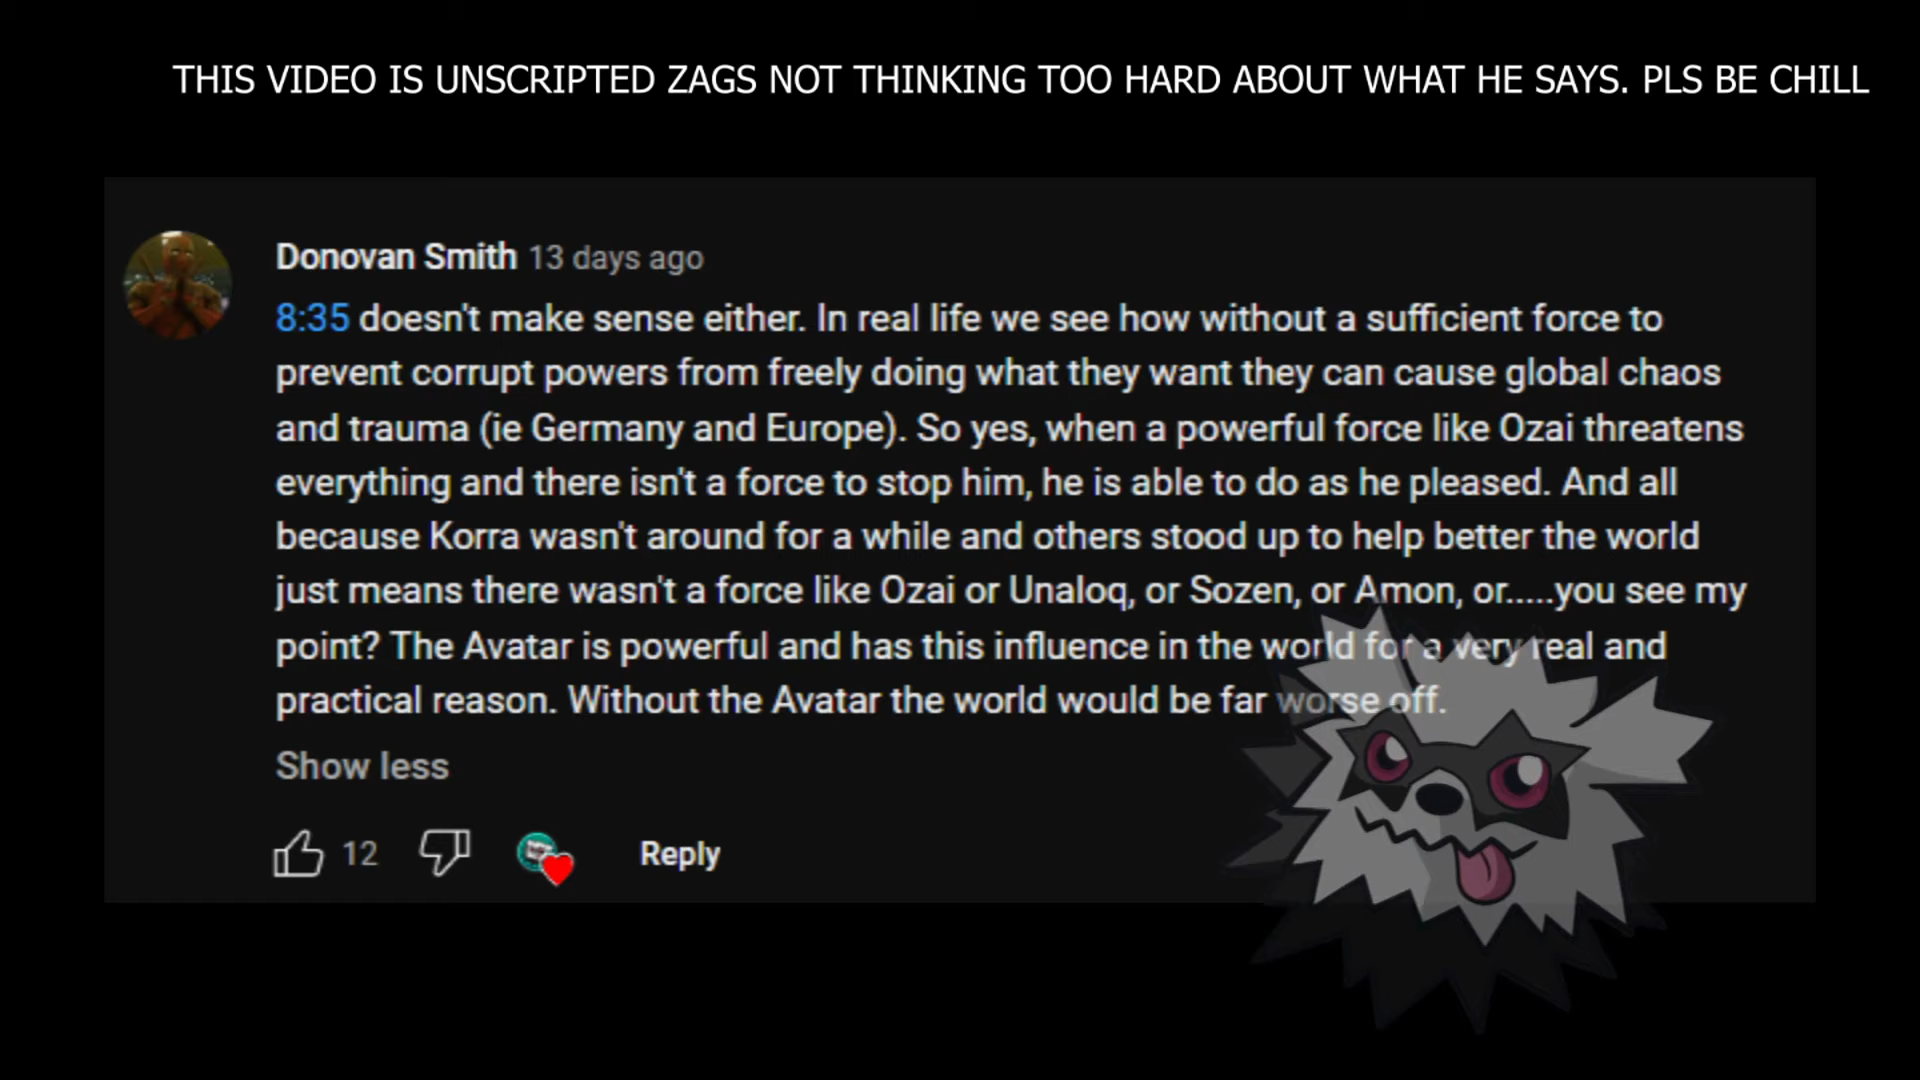 THIS VIDEO IS UNSCRIPTED ZAGS NOT THINKING TOO HARD ABOUT WHAT HE SAYS. PLS BE CHILL
Donovan Smith 13 days ago
8:35 doesn't make sense either. In real life we see how without a sufficient force to
prevent corrupt powers from freely doing what they want they can cause global chaos
and trauma (ie Germany and Europe). So yes, when a powerful force like Ozai threatens
everything and there isn't a force to stop him, he is able to do as he pleased. And all
because Korra wasn't around for a while and others stood up to help better the world
just means there wasn't a force like Ozai or Unaloq, or Sozen, or Amon, or.....you see my
point? The Avatar is powerful and has this influence in the world for a very real and
practical reason. Without the Avatar the world would be far worse off.
Show less
12 Reply